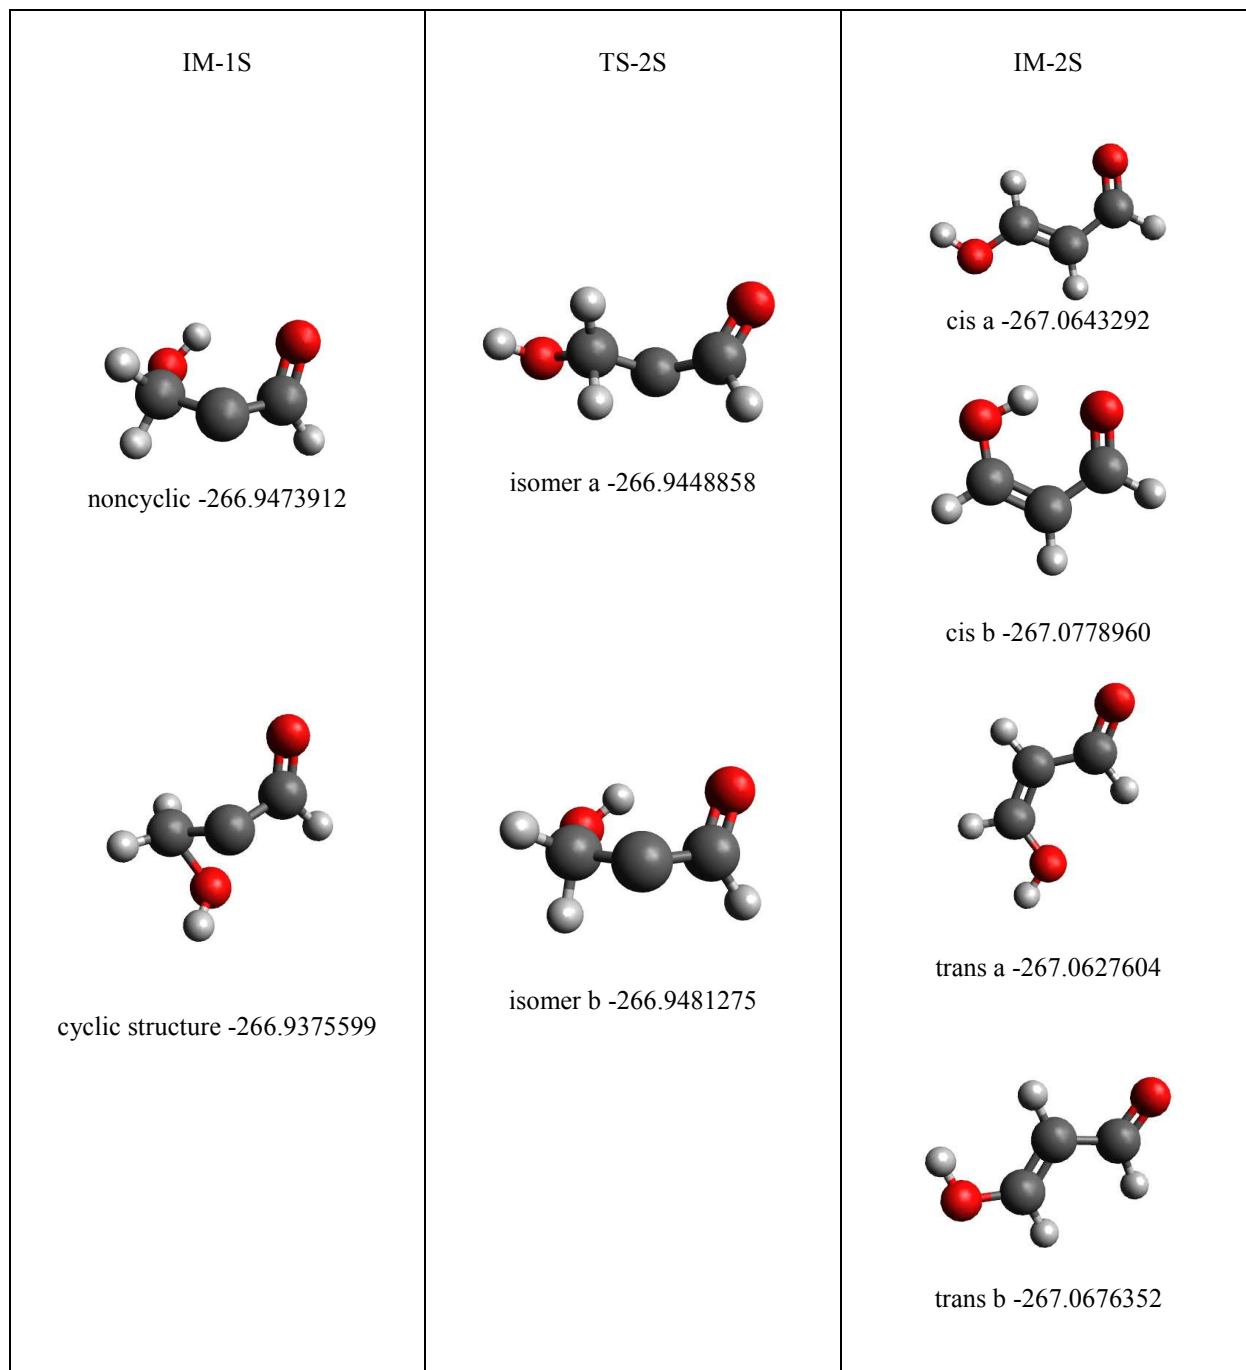 IM-1S
noncyclic -266.9473912
cyclic structure -266.9375599
TS-2S
isomer a -266.9448858
isomer b -266.9481275
IM-2S
cis a -267.0643292
cis b -267.0778960
trans a -267.0627604
trans b -267.0676352